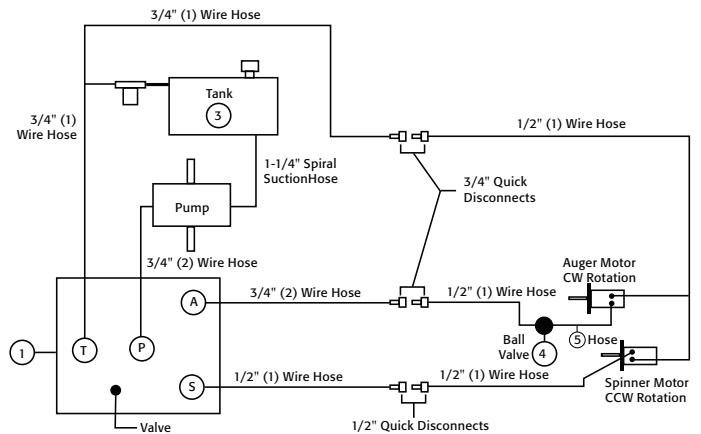 3/4" (1) Wire Hose
Tank
3
3/4" (1)
Wire Hose
1/2" (1) Wire Hose
1-1/4" Spiral
SuctionHose
3/4" Quick
Disconnects
Pump
3/4" (2) Wire Hose
Auger Motor
CW Rotation
A
3/4" (2) Wire Hose
1/2" (1) Wire Hose
Ball
Valve
4
5
Hose
1
T
P
S
1/2" (1) Wire Hose
1/2" (1) Wire Hose
Spinner Motor
CCW Rotation
Valve
1/2" Quick Disconnects